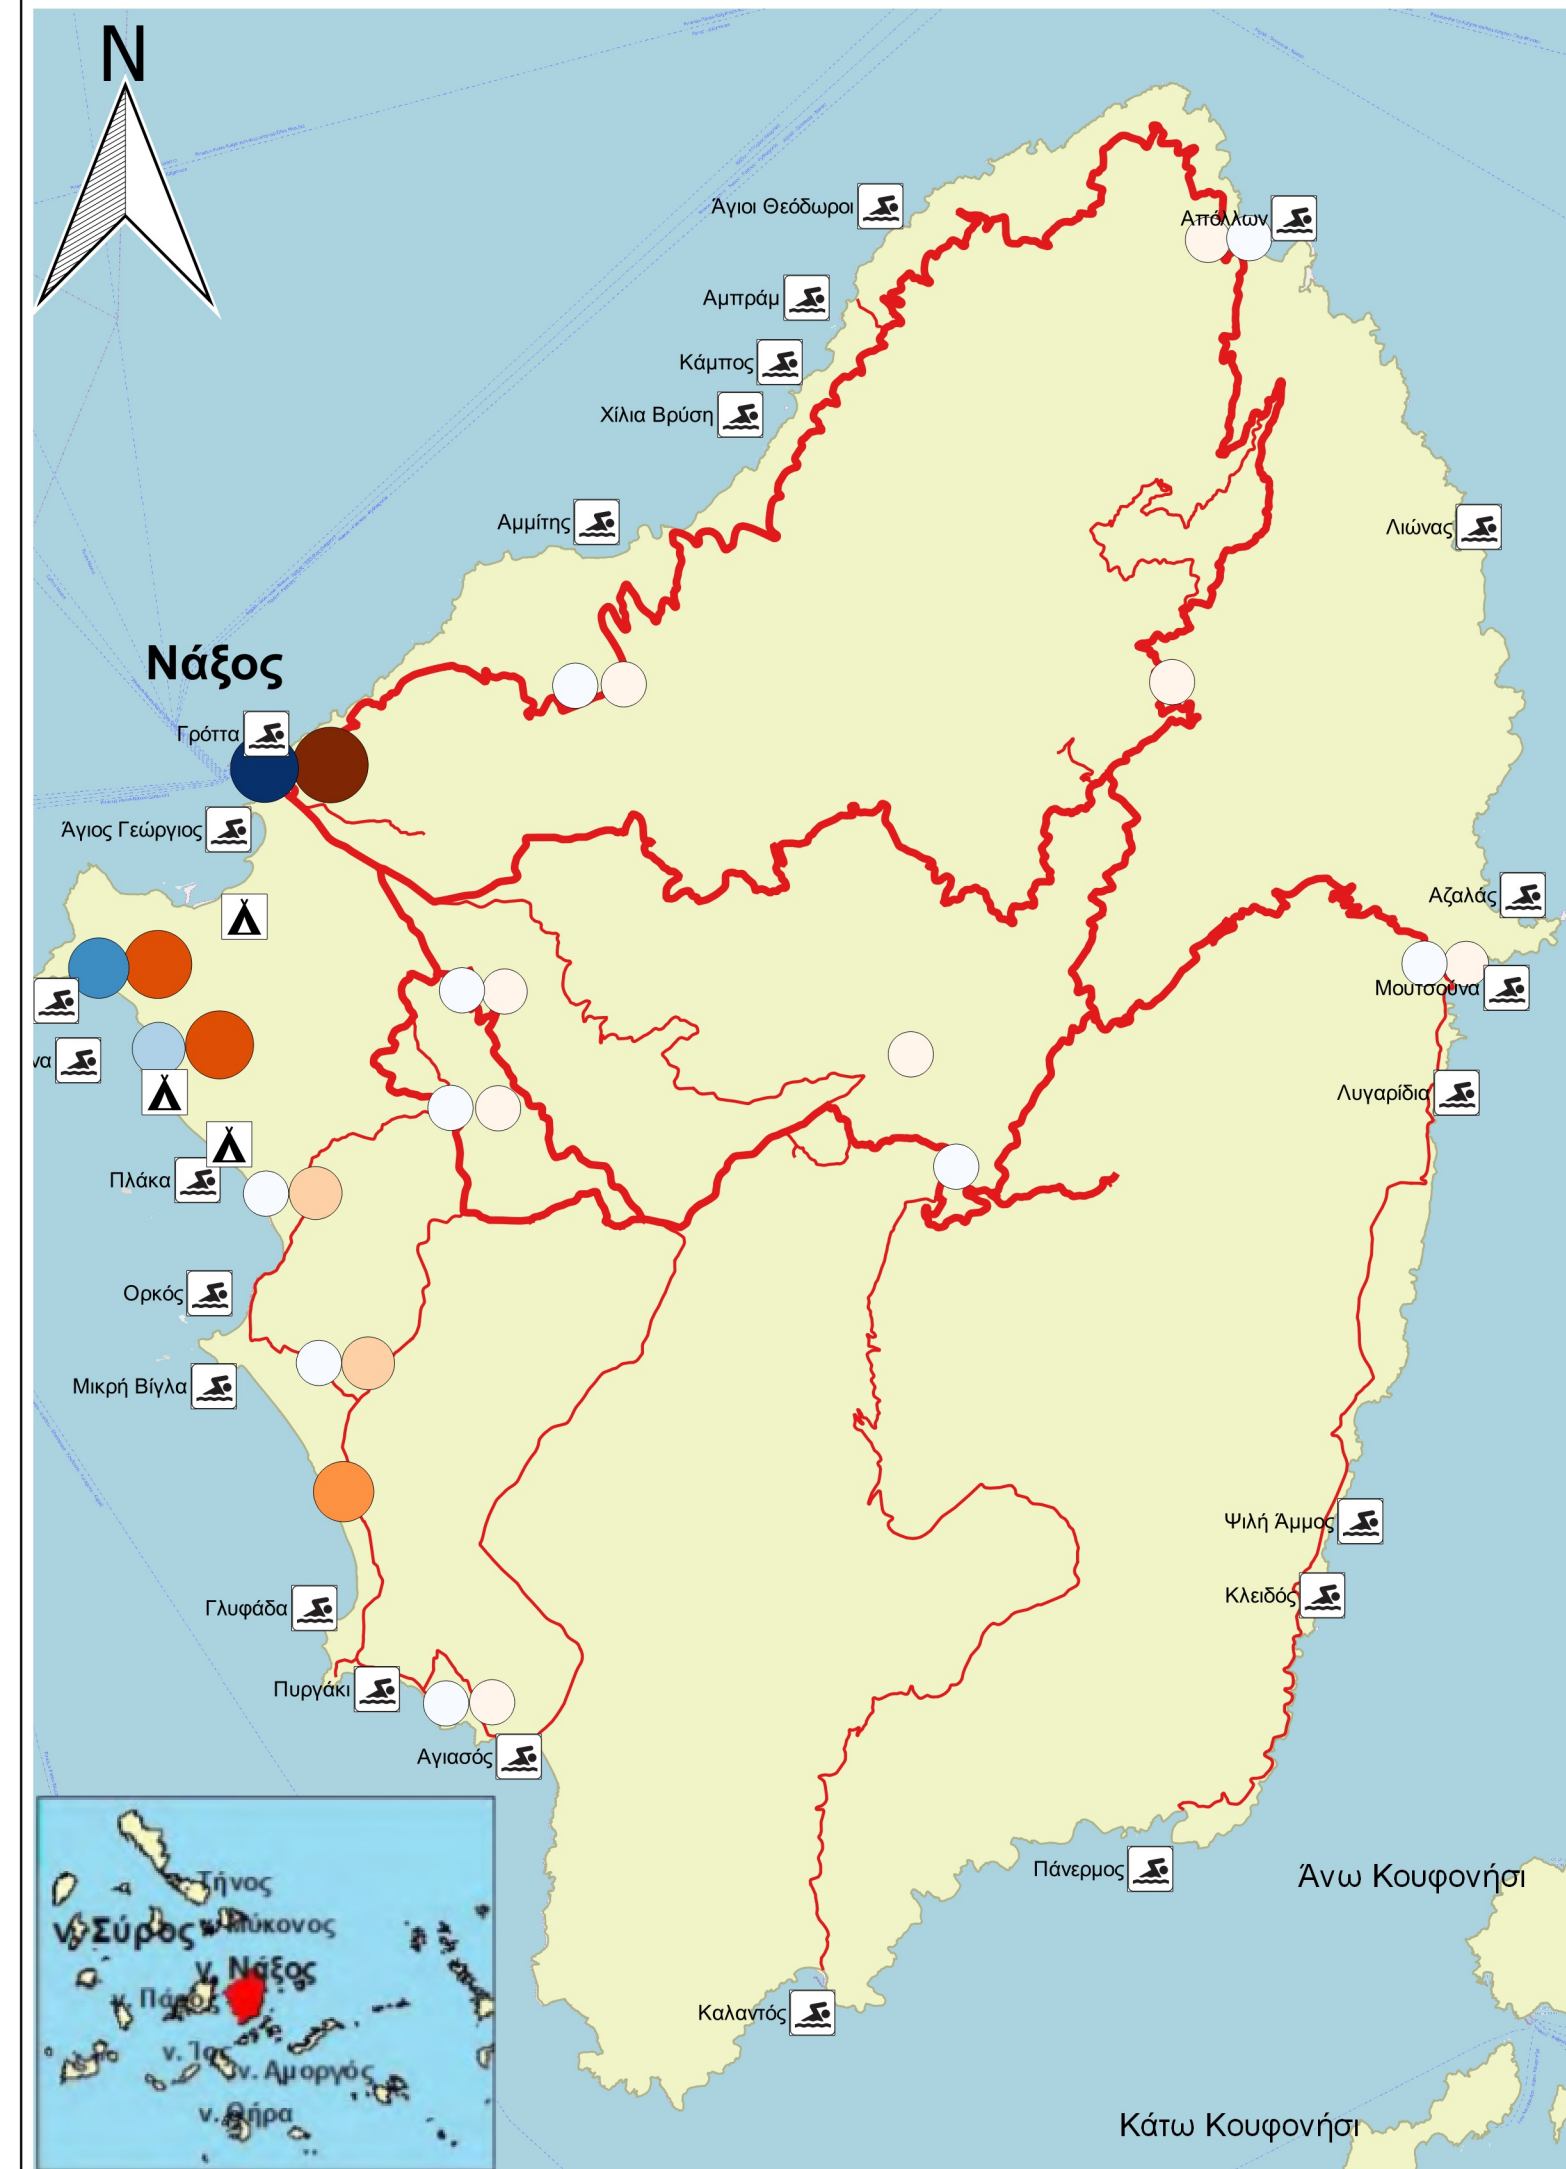 N
Άγιοι Θεόδωροι
Απόλλων
Αμπράμ
Κάμπος
Χίλια Βρύση
Αμμίτης
Λιώνας
Νάξος
Γρόττα
Άγιος Γεώργιος
Αζαλάς
Μουτσούνα
να
Λυγαρίδια
Πλάκα
Ορκός
Μικρή Βίγλα
Ψιλή Άμμος
Κλειδός
Γλυφάδα
Πυργάκι
Αγιασός
Πάνερμος
Άνω Κουφονήσι
Καλαντός
Κάτω Κουφονήσι
Τήνος
ν. Σύρος
ν. Μύκονος
ν. Νάξος
ν. Πάρος
ν. Ίος
ν. Αμοργός
ν. Θήρα